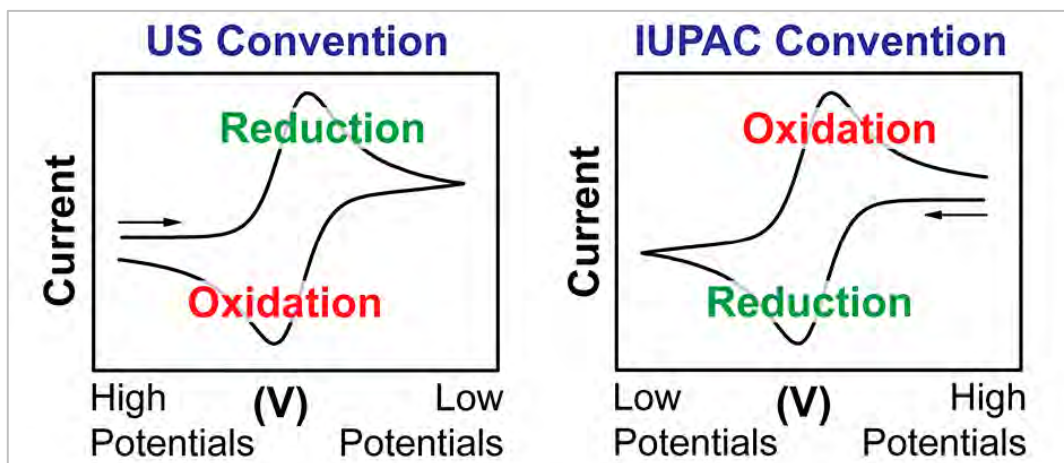 US Convention
Current
Reduction
Oxidation
High (V) Low
Potentials Potentials
IUPAC Convention
Current
Oxidation
Reduction
Low (V) High
Potentials Potentials